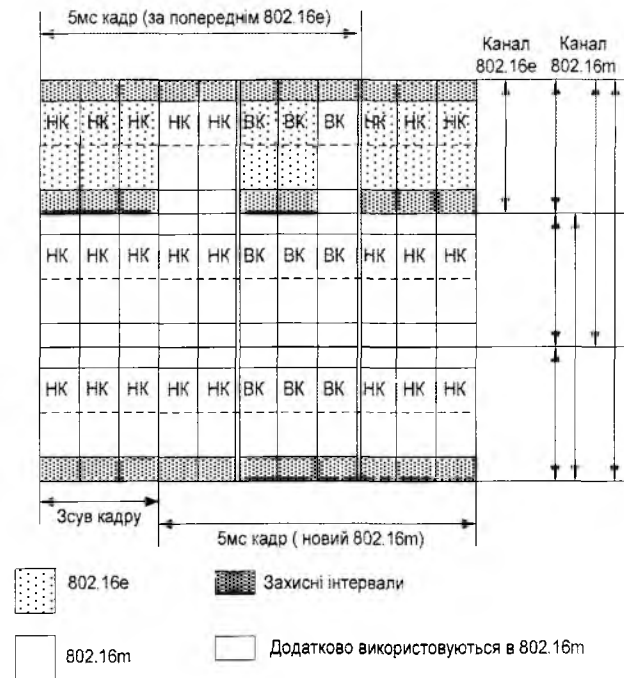 5мс кадр (за попереднім 802.16е)
Канал Канал
802.16е 802.16m
НК НК НК НК НК ВК ВК ВК НК НК НК
НК НК НК НК НК ВК ВК ВК НК НК НК
НК НК НК НК НК ВК ВК ВК НК НК НК
Зсув кадру
5мс кадр ( новий 802.16m)
802.16е Захисні інтервали
802.16m Додатково використовуються в 802.16m